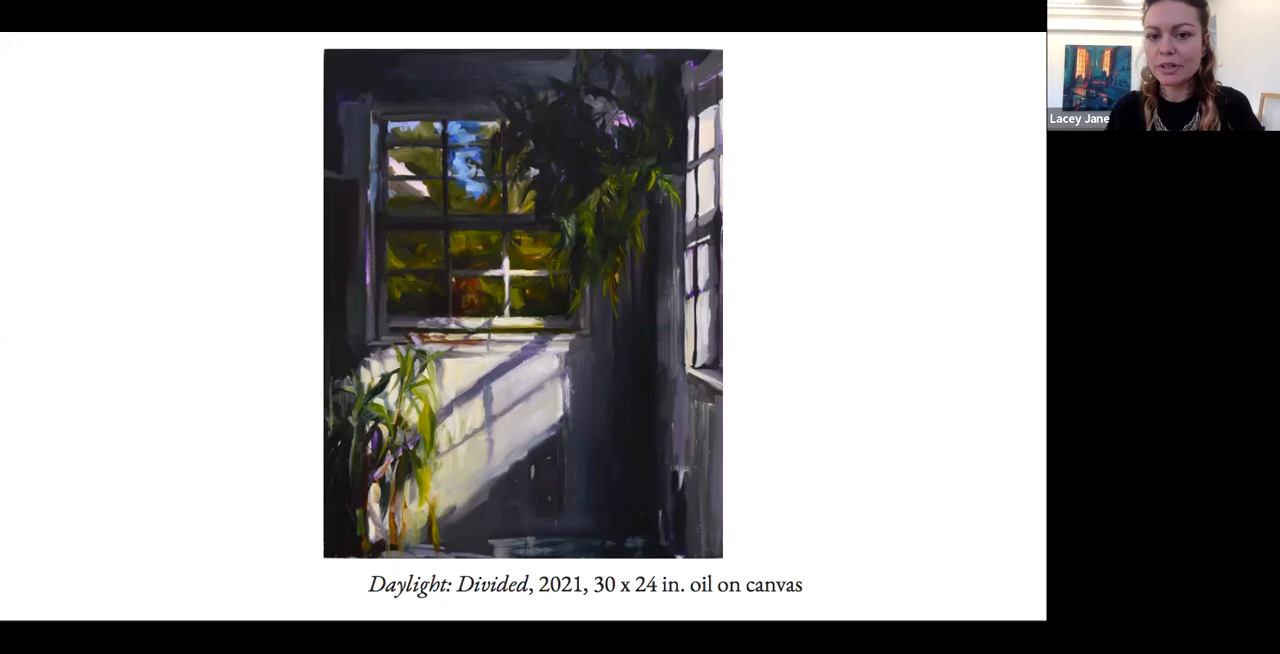 Lacey Jane
Daylight: Divided, 2021, 30 x 24 in. oil on canvas